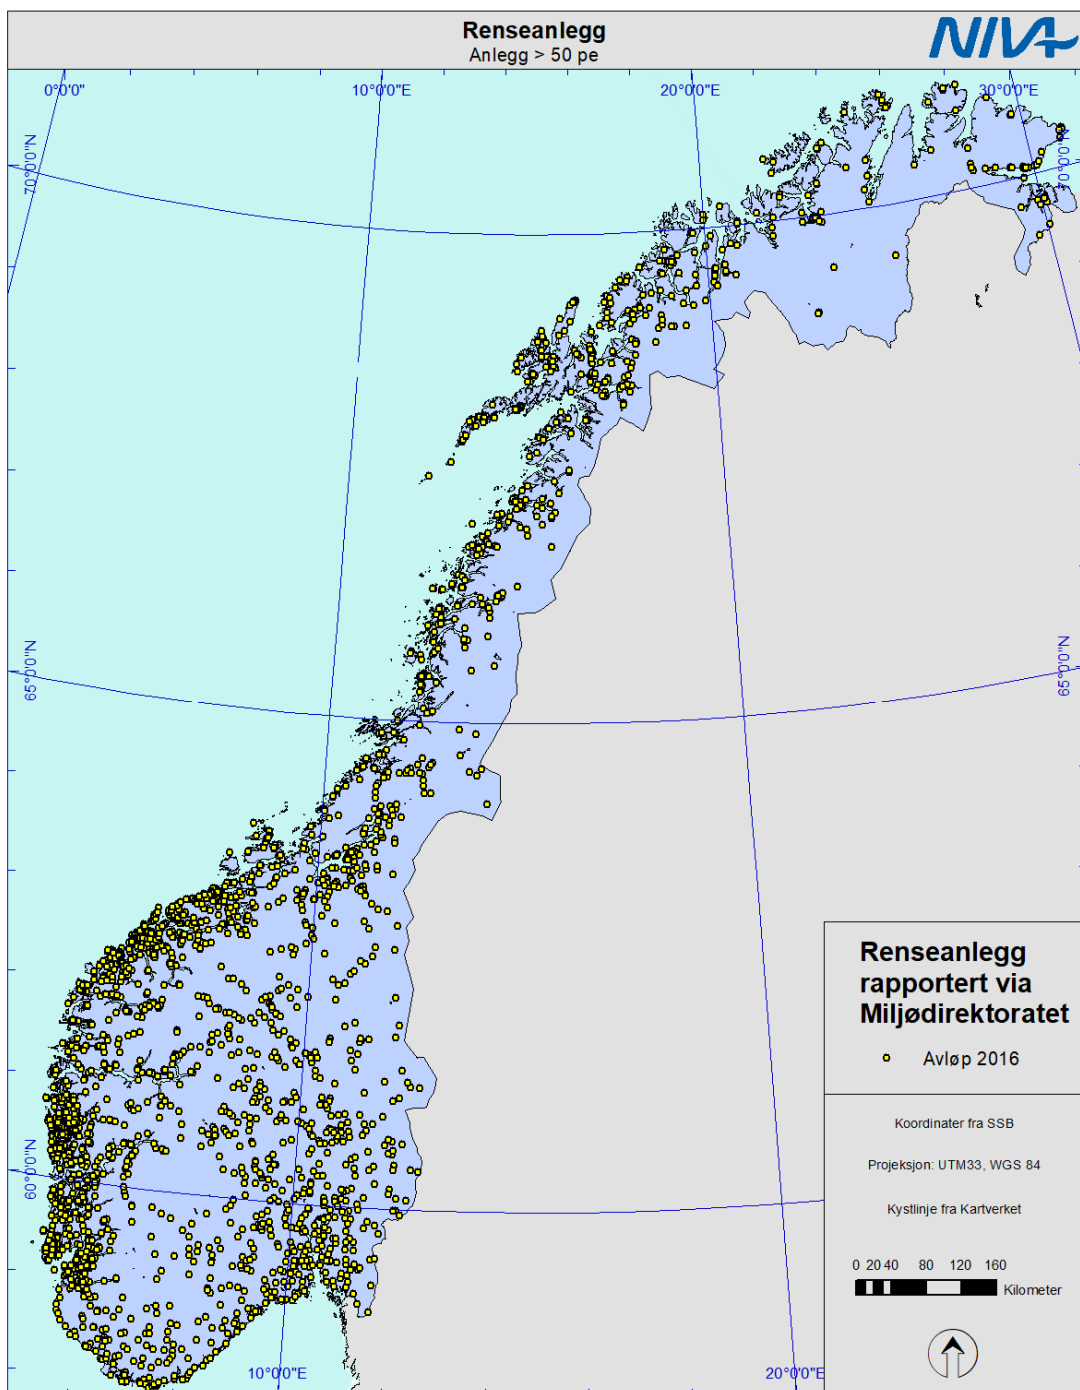 Renseanlegg
Anlegg > 50 pe
NIVA
0°0'0"
10°0'0"E
20°0'0"E
30°0'0"E
70°0'0"N
70°0'0"N
65°0'0"N
65°0'0"N
60°0'0"N
10°0'0"E
20°0'0"E
Renseanlegg
rapportert via
Miljødirektoratet
Avløp 2016
Koordinater fra SSB
Projeksjon: UTM33, WGS 84
Kystlinje fra Kartverket
0 20 40 80 120 160
Kilometer